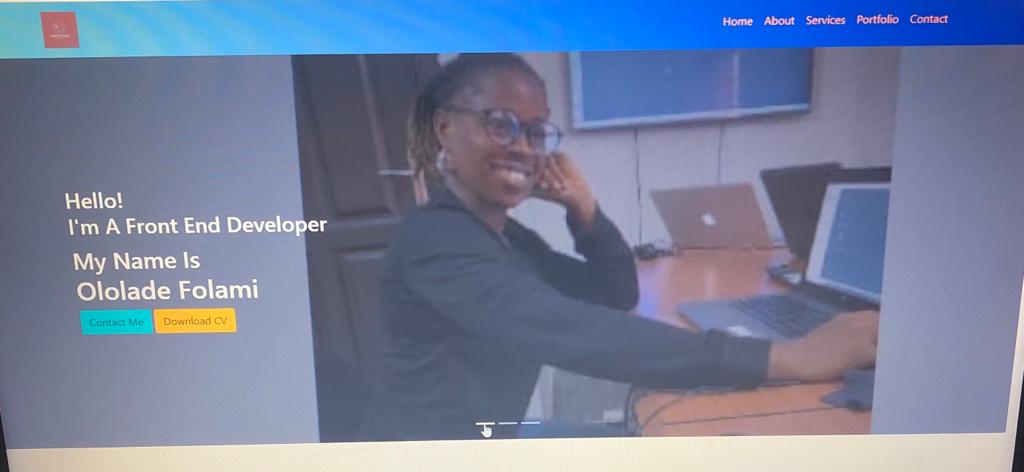 Home About Services Portfolio Contact
Hello!
I'm A Front End Developer
My Name Is
Ololade Folami
Contact Me Download CV